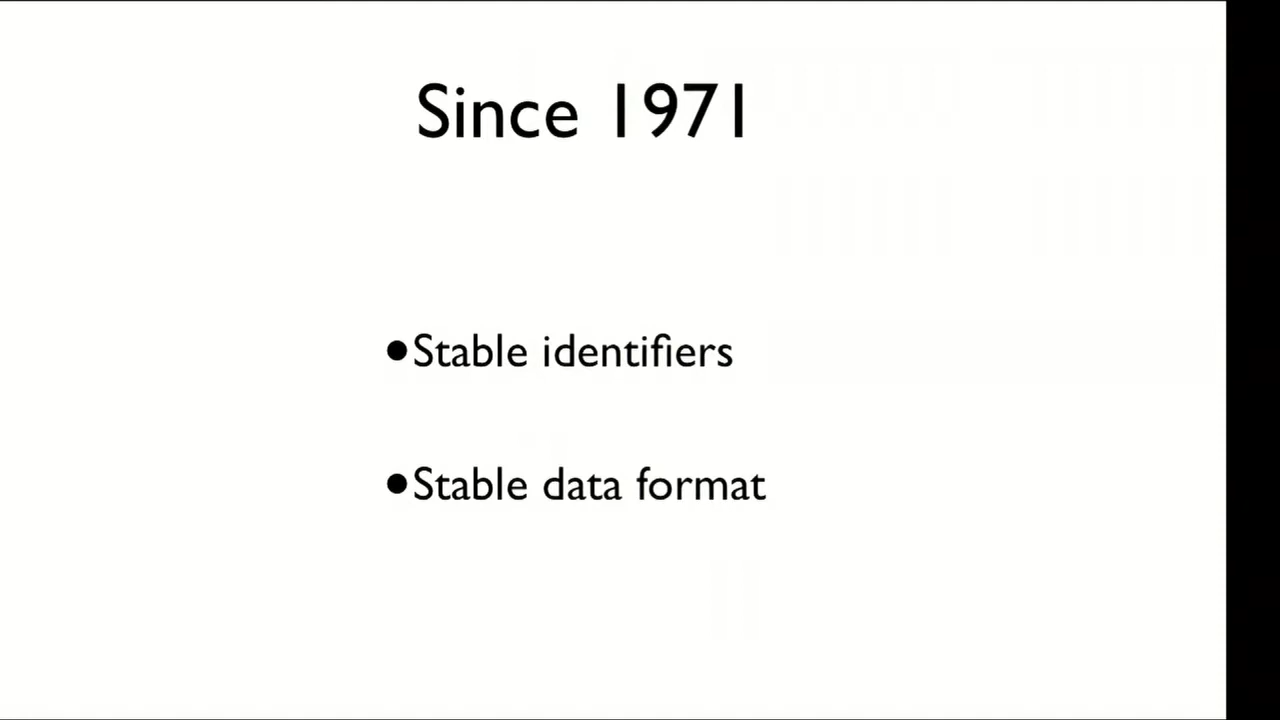 Since 1971
•Stable identifiers
•Stable data format